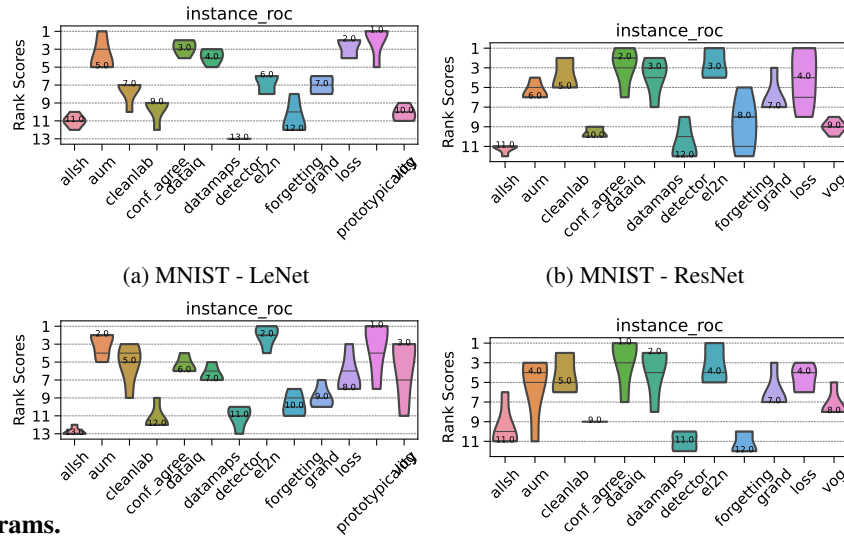 instance_roc
Rank Scores
1
3
5
7
9
11
13
11.0 5.0 7.0 9.0 3.0 4.0 13.0 6.0 12.0 7.0 2.0 1.0 10.0
allsh aum cleanlab conf_agree dataiq datamaps detector el2n forgetting grand loss prototypicality
(a) MNIST - LeNet
instance_roc
Rank Scores
1
3
5
7
9
11
11.0 6.0 5.0 10.0 2.0 3.0 12.0 3.0 8.0 7.0 4.0 9.0
allsh aum cleanlab conf_agree dataiq datamaps detector el2n forgetting grand loss vog
(b) MNIST - ResNet
instance_roc
Rank Scores
1
3
5
7
9
11
13
13.0 2.0 5.0 12.0 6.0 7.0 11.0 2.0 10.0 9.0 8.0 1.0 3.0
allsh aum cleanlab conf_agree dataiq datamaps detector el2n forgetting grand loss prototypicality
instance_roc
Rank Scores
1
3
5
7
9
11
11.0 4.0 5.0 9.0 1.0 2.0 11.0 4.0 12.0 7.0 4.0 8.0
allsh aum cleanlab conf_agree dataiq datamaps detector el2n forgetting grand loss vog
rams.